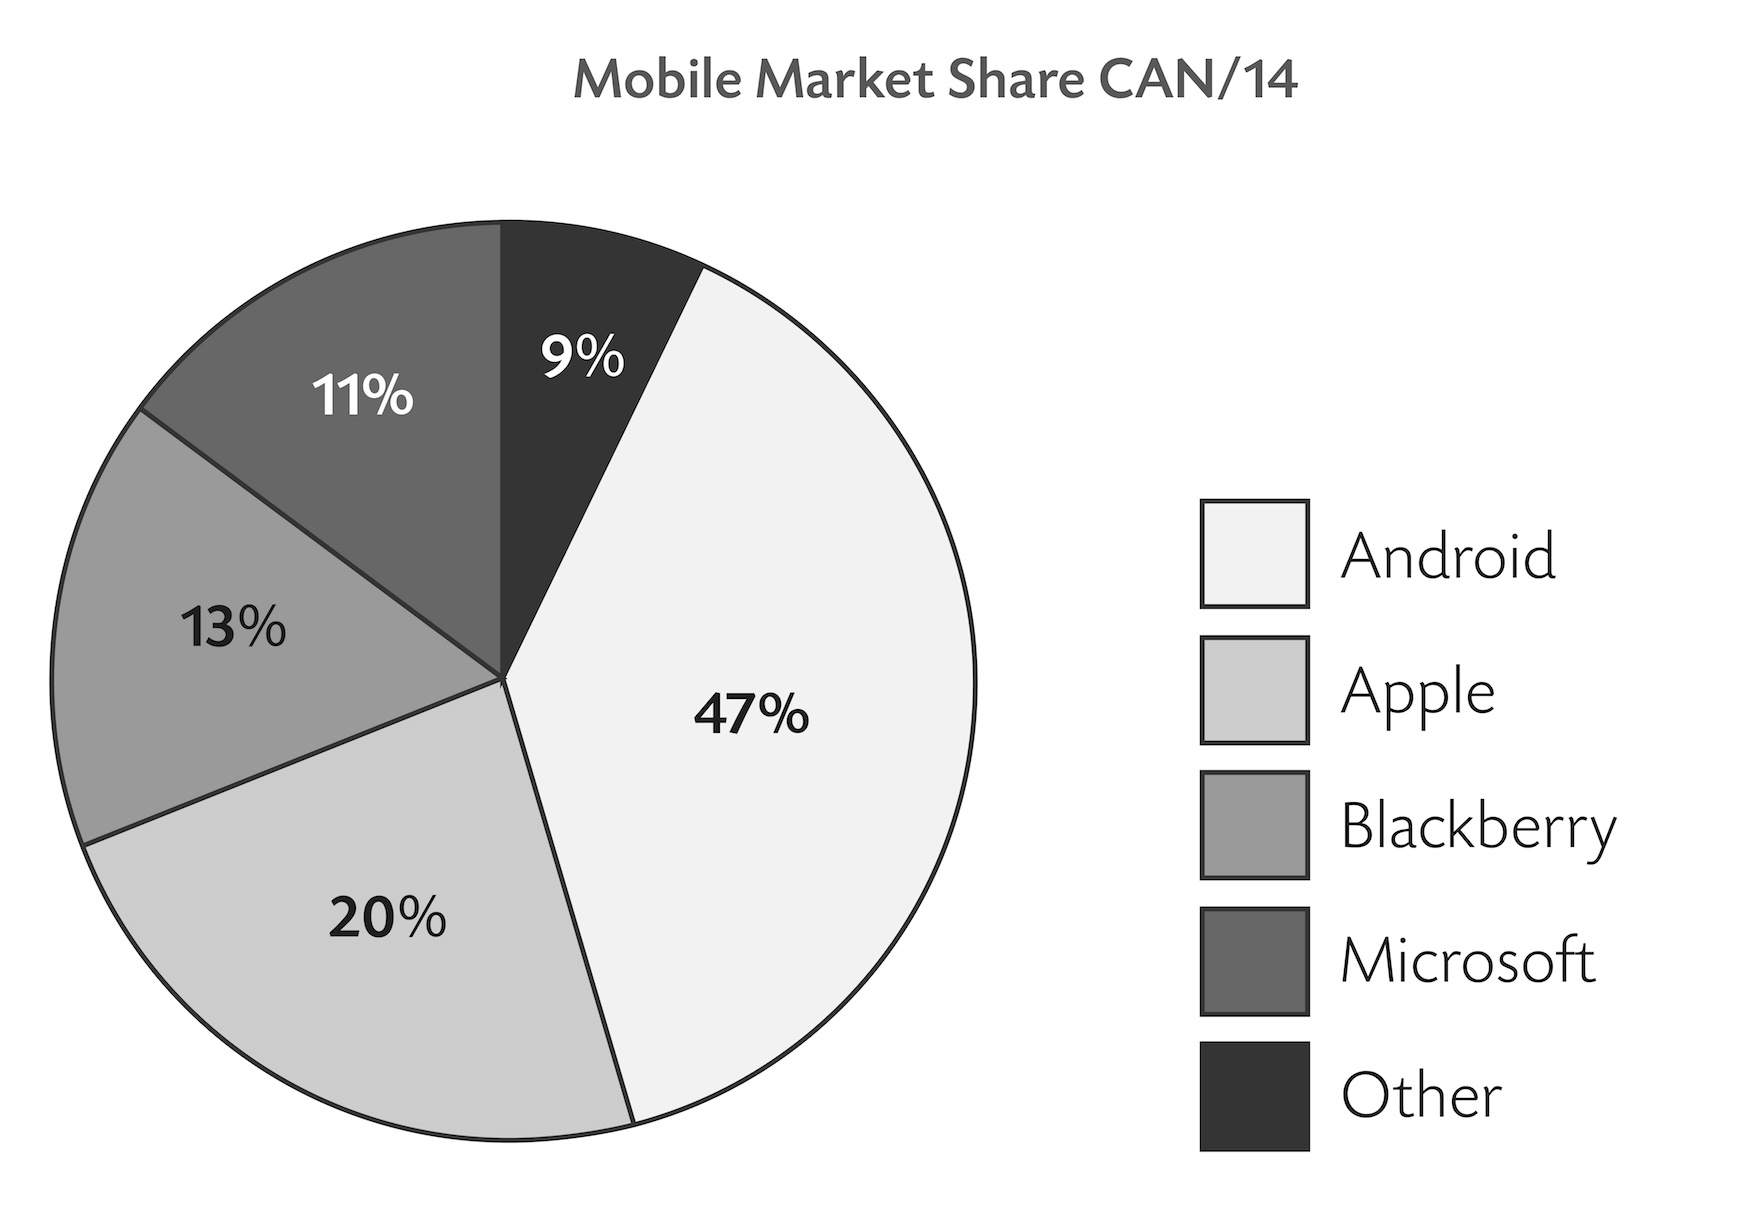 Mobile Market Share CAN/14
9%
11%
47%
13%
20%
Android
Apple
Blackberry
Microsoft
Other